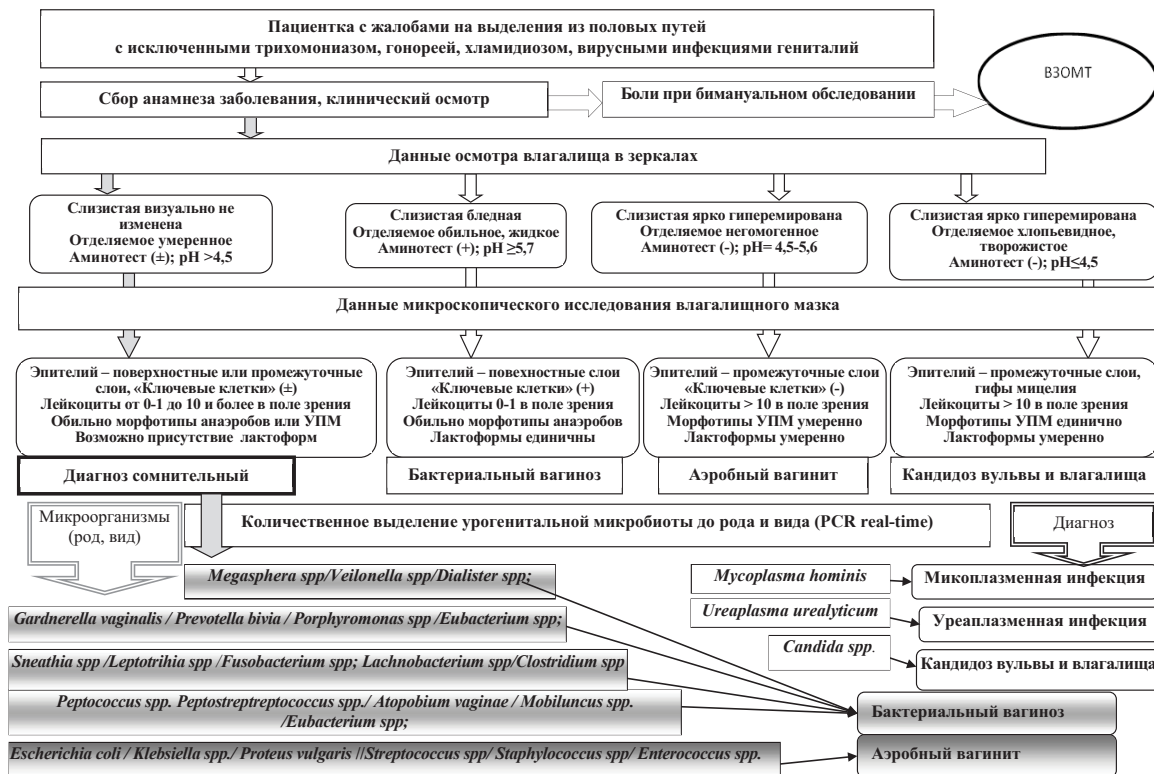 Пациентка с жалобами на выделения из половых путей
с исключенными трихомониазом, гонореей, хламидиозом, вирусными инфекциями гениталий
ВЗОМТ
Сбор анамнеза заболевания, клинический осмотр
Боли при бимануальном обследовании
Данные осмотра влагалища в зеркалах
Слизистая визуально не
изменена
Отделяемое умеренное
Аминотест (±); pH >4,5
Слизистая бледная
Отделяемое обильное, жидкое
Аминотест (+); pH ≥5,7
Слизистая ярко гиперемирована
Отделяемое негомогенное
Аминотест (-); pH= 4,5-5,6
Слизистая ярко гиперемирована
Отделяемое хлопьевидное,
творожистое
Аминотест (-); pH≤4,5
Данные микроскопического исследования влагалищного мазка
Эпителий – поверхностные или промежуточные
слои, «Ключевые клетки» (±)
Лейкоциты от 0-1 до 10 и более в поле зрения
Обильно морфотипы анаэробов или УПМ
Возможно присутствие лактоформ
Эпителий – повехностные слои
«Ключевые клетки» (+)
Лейкоциты 0-1 в поле зрения
Обильно морфотипы анаэробов
Лактоформы единичны
Эпителий – промежуточные слои
«Ключевые клетки» (-)
Лейкоциты > 10 в поле зрения
Морфотипы УПМ умеренно
Лактоформы умеренно
Эпителий – промежуточные слои,
гифы мицелия
Лейкоциты > 10 в поле зрения
Морфотипы УПМ единично
Лактоформы умеренно
Диагноз сомнительный
Бактериальный вагиноз
Аэробный вагинит
Кандидоз вульвы и влагалища
Микроорганизмы
(род, вид)
Количественное выделение урогенитальной микробиоты до рода и вида (PCR real-time)
Диагноз
Megasphera spp/Veilonella spp/Dialister spp;
Mycoplasma hominis
Микоплазменная инфекция
Gardnerella vaginalis / Prevotella bivia / Porphyromonas spp /Eubacterium spp;
Ureaplasma urealyticum
Уреаплазменная инфекция
Sneathia spp /Leptotrihia spp /Fusobacterium spp; Lachnobacterium spp/Clostridium spp
Candida spp.
Кандидоз вульвы и влагалища
Peptococcus spp. Peptostreptreptococcus spp./ Atopobium vaginae / Mobiluncus spp.
/Eubacterium spp;
Бактериальный вагиноз
Escherichia coli / Klebsiella spp./ Proteus vulgaris //Streptococcus spp/ Staphylococcus spp/ Enterococcus spp.
Аэробный вагинит